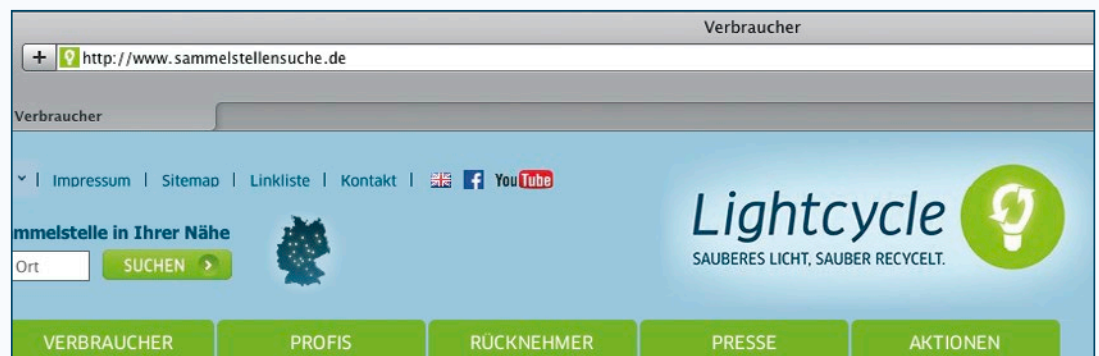 Verbraucher
+ http://www.sammelstellensuche.de
Verbraucher
| Impressum | Sitemap | Linkliste | Kontakt | YouTube
mmelstelle in Ihrer Nähe
Ort SUCHEN
Lightcycle
SAUBERES LICHT, SAUBER RECYCELT.
VERBRAUCHER PROFIS RÜCKNEHMER PRESSE AKTIONEN